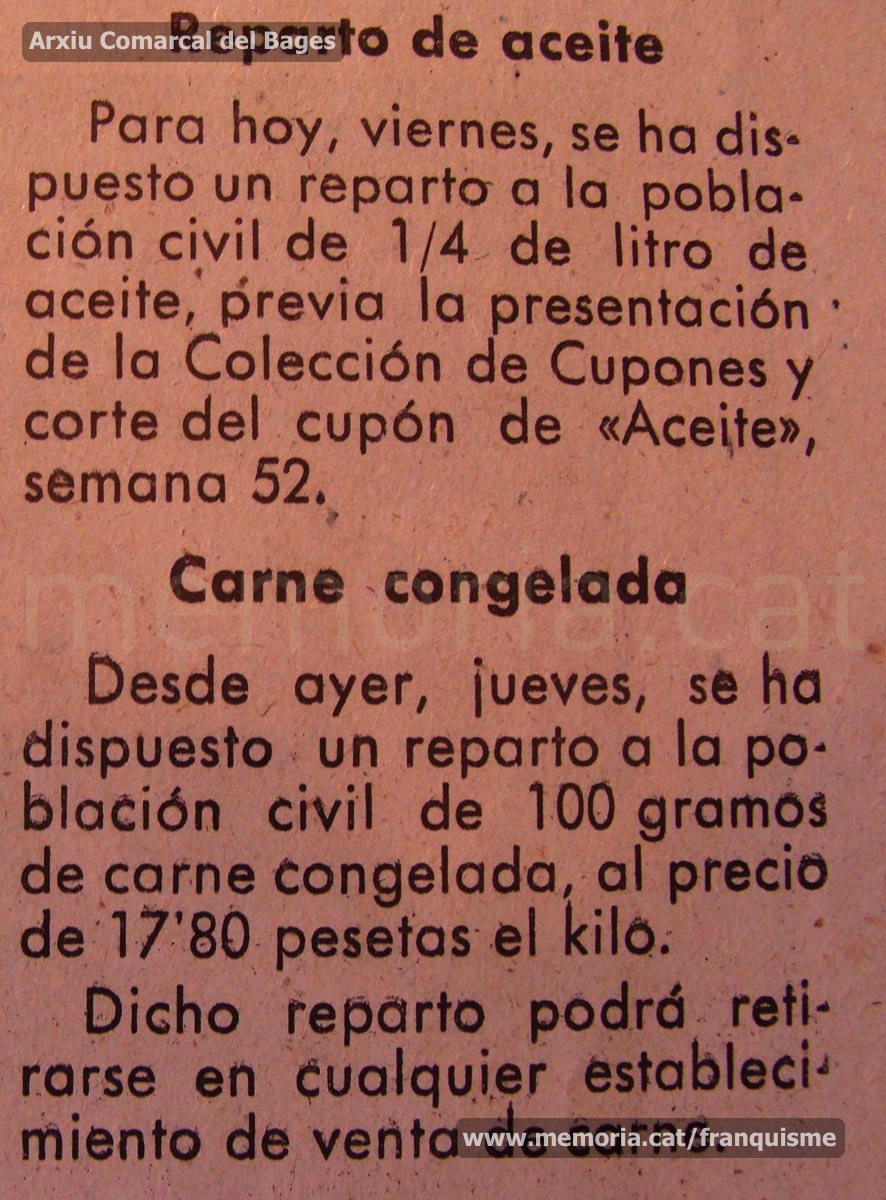 Arxiu Comarcal del Bages
Reparto de aceite
Para hoy, viernes, se ha dis-
puesto un reparto a la pobla-
ción civil de 1/4 de litro de
aceite, previa la presentación
de la Colección de Cupones y
corte del cupón de «Aceite»,
semana 52.
Carne congelada
memoria.cat
Desde ayer, jueves, se ha
dispuesto un reparto a la po-
blación civil de 100 gramos
de carne congelada, al precio
de 17'80 pesetas el kilo.
Dicho reparto podrá reti-
rarse en cualquier estableci-
miento de venta de carne.
www.memoria.cat/franquisme